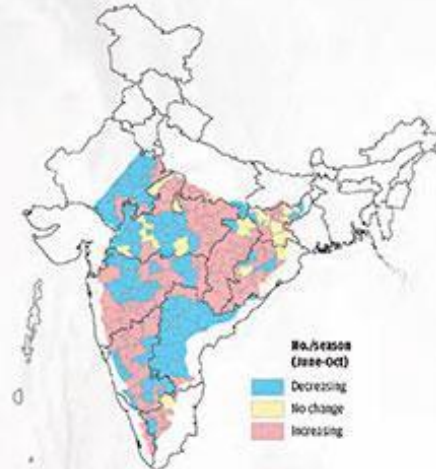 No./season
(June-Oct)
Decreasing
No change
Increasing